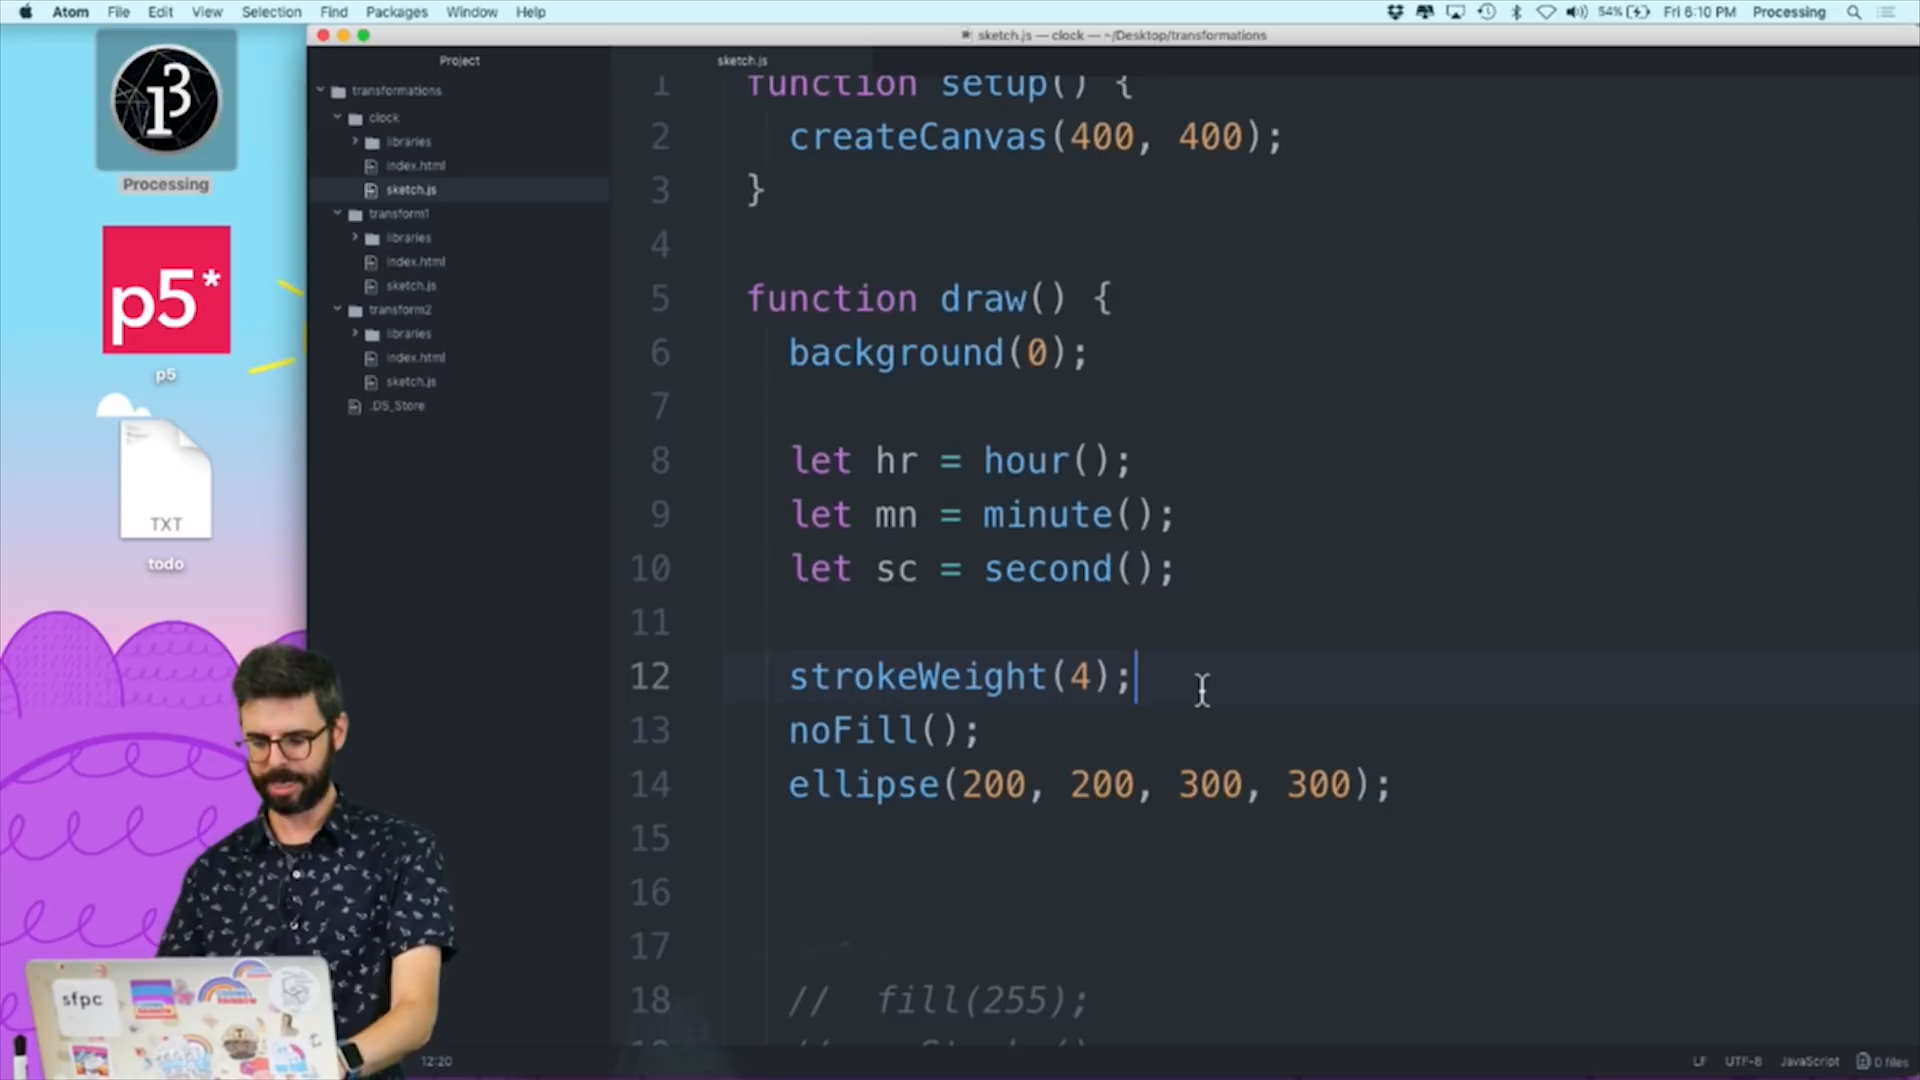 Atom File Edit View Selection Find Packages Window Help
54% Fri 6:10 PM Processing
sketch.js — clock — ~/Desktop/transformations
Project
sketch.js
transformations
clock
libraries
index.html
sketch.js
transform1
libraries
index.html
sketch.js
transform2
libraries
index.html
sketch.js
.DS_Store
Processing
p5*
p5
TXT
todo
1 function setup() {
2 createCanvas(400, 400);
3 }
4
5 function draw() {
6 background(0);
7
8 let hr = hour();
9 let mn = minute();
10 let sc = second();
11
12 strokeWeight(4);
13 noFill();
14 ellipse(200, 200, 300, 300);
15
16
17
18 // fill(255);
sfpc
12:20
LF UTF-8 JavaScript 0 files